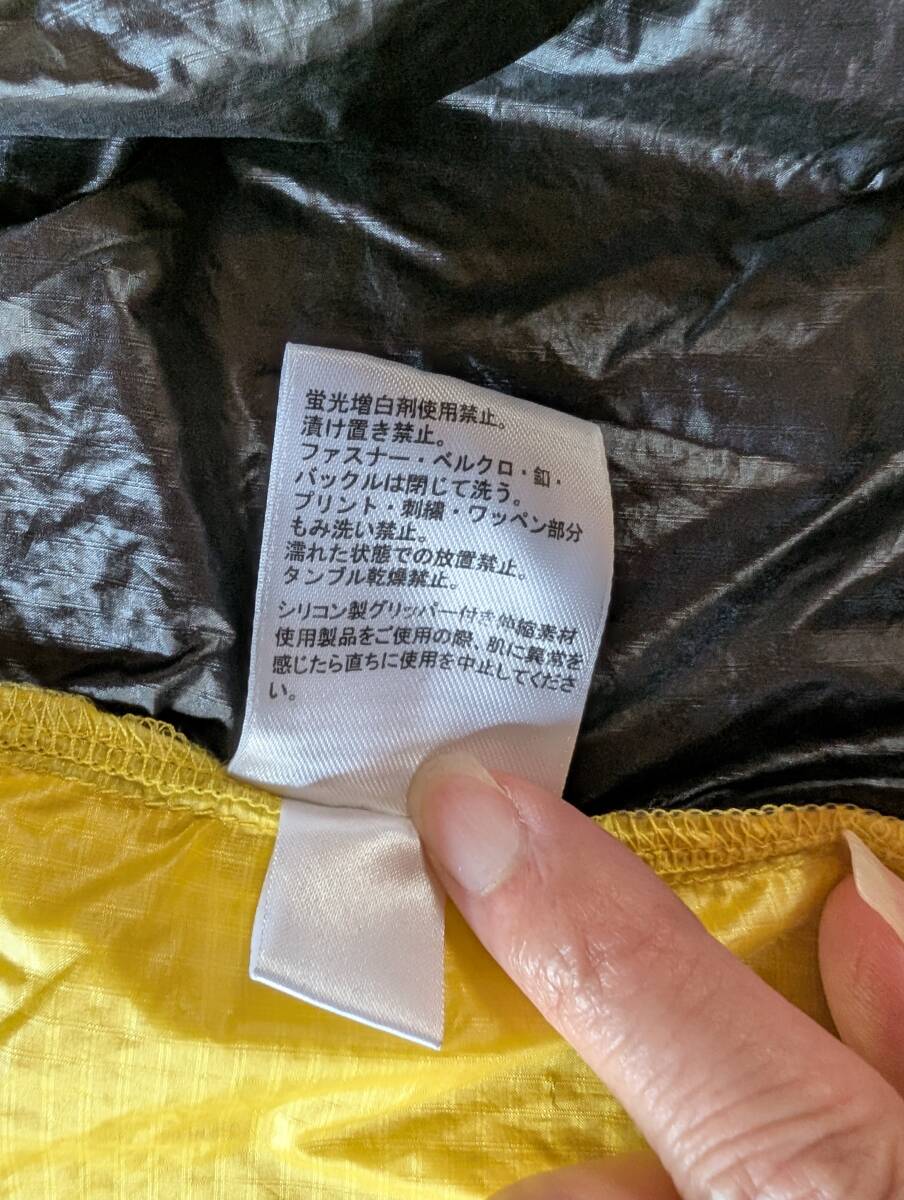 蛍光増白剤使用禁止。
漬け置き禁止。
ファスナー・ベルクロ・釦・
バックルは閉じて洗う。
プリント・刺繍・ワッペン部分
もみ洗い禁止。
濡れた状態での放置禁止。
タンブル乾燥禁止。
シリコン製グリッパー付き伸縮素材
使用製品をご使用の際、肌に異常を
感じたら直ちに使用を中止してくださ
い。